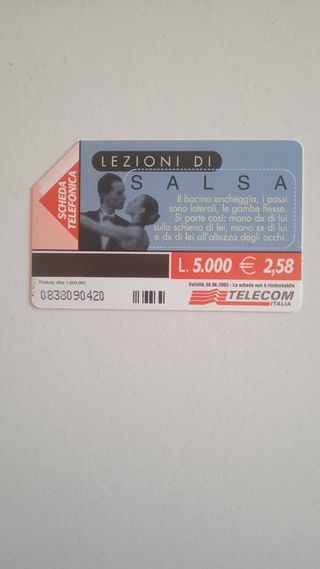 LEZIONI DI
SALSA
Il bacino ancheggia, i passi
sono laterali, le gambe flesse.
Si parte così: mano dx di lui
sulla schiena di lei, mano sx di lui
e dx di lei all'altezza degli occhi.
SCHEDA
TELEFONICA
L. 5.000 € 2,58
Tiratura: oltre 1.000.000
Validità 30.06.2003 - La scheda non è rimborsabile
0838090420
TELECOM
ITALIA